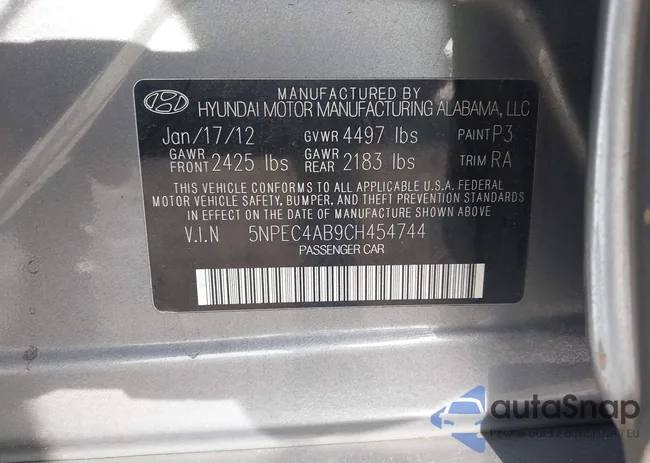 MANUFACTURED BY
HYUNDAI MOTOR MANUFACTURING ALABAMA, LLC
Jan/17/12 GVWR 4497 lbs PAINT P3
GAWR FRONT 2425 lbs GAWR REAR 2183 lbs TRIM RA
THIS VEHICLE CONFORMS TO ALL APPLICABLE U.S.A. FEDERAL
MOTOR VEHICLE SAFETY, BUMPER, AND THEFT PREVENTION STANDARDS
IN EFFECT ON THE DATE OF MANUFACTURE SHOWN ABOVE
V.I.N 5NPEC4AB9CH454744
PASSENGER CAR
autoSnap